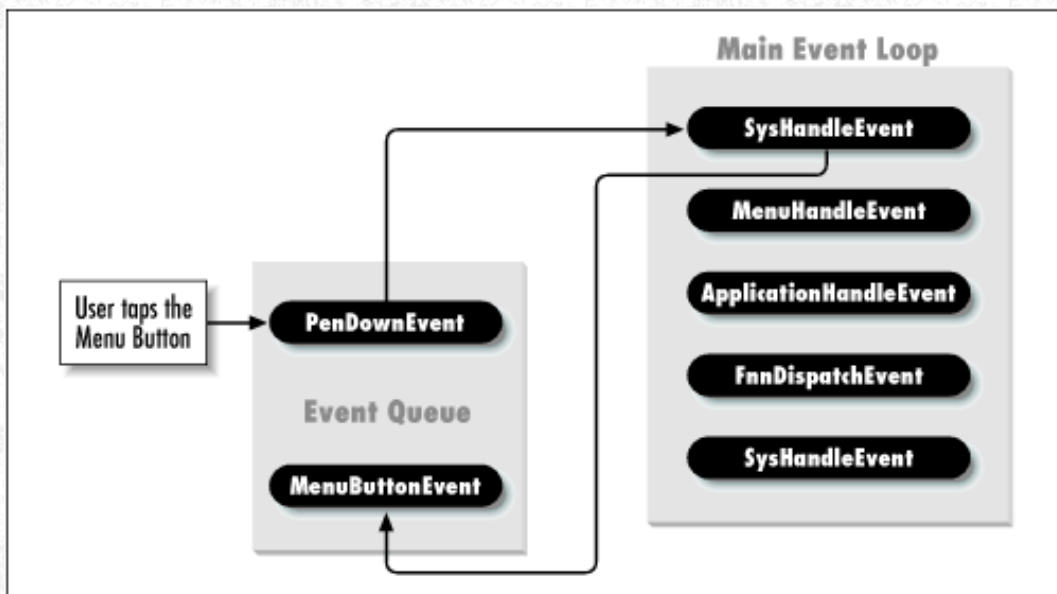 Main Event Loop
SysHandleEvent
MenuHandleEvent
ApplicationHandleEvent
FnnDispatchEvent
SysHandleEvent
User taps the
Menu Button
PenDownEvent
Event Queue
MenuButtonEvent